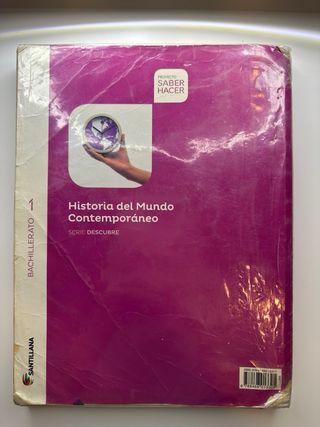 PROYECTO
SABER
HACER
Historia del Mundo
Contemporáneo
SERIE DESCUBRE
BACHILLERATO 1
SANTILLANA